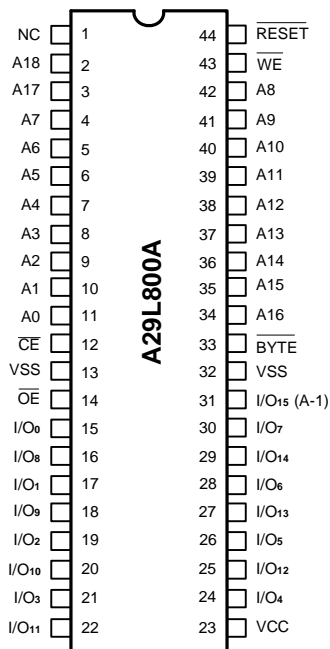 NC 1 44 RESET
A18 2 43 WE
A17 3 42 A8
A7 4 41 A9
A6 5 40 A10
A5 6 39 A11
A4 7 38 A12
A3 8 37 A13
A2 9 36 A14
A1 10 35 A15
A0 11 34 A16
CE 12 33 BYTE
VSS 13 32 VSS
OE 14 31 I/O15 (A-1)
I/O0 15 30 I/O7
I/O8 16 29 I/O14
I/O1 17 28 I/O6
I/O9 18 27 I/O13
I/O2 19 26 I/O5
I/O10 20 25 I/O12
I/O3 21 24 I/O4
I/O11 22 23 VCC
A29L800A